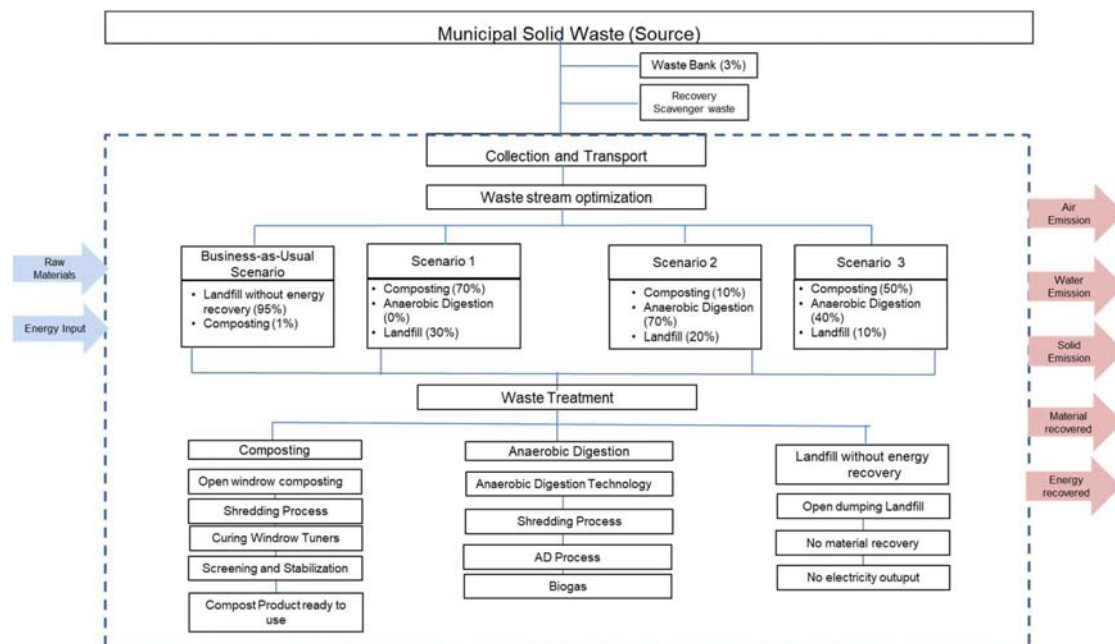 Municipal Solid Waste (Source)
Waste Bank (3%)
Recovery
Scavenger waste
Collection and Transport
Waste stream optimization
Business-as-Usual
Scenario
• Landfill without energy
recovery (95%)
• Composting (1%)
Scenario 1
• Composting (70%)
• Anaerobic Digestion
(0%)
• Landfill (30%)
Scenario 2
• Composting (10%)
• Anaerobic Digestion
(70%)
• Landfill (20%)
Scenario 3
• Composting (50%)
• Anaerobic Digestion
(40%)
• Landfill (10%)
Raw
Materials
Energy Input
Air
Emission
Water
Emission
Solid
Emission
Material
recovered
Energy
recovered
Waste Treatment
Composting
Open windrow composting
Shredding Process
Curing Windrow Tuners
Screening and Stabilization
Compost Product ready to
use
Anaerobic Digestion
Anaerobic Digestion Technology
Shredding Process
AD Process
Biogas
Landfill without energy
recovery
Open dumping Landfill
No material recovery
No electricity outuput